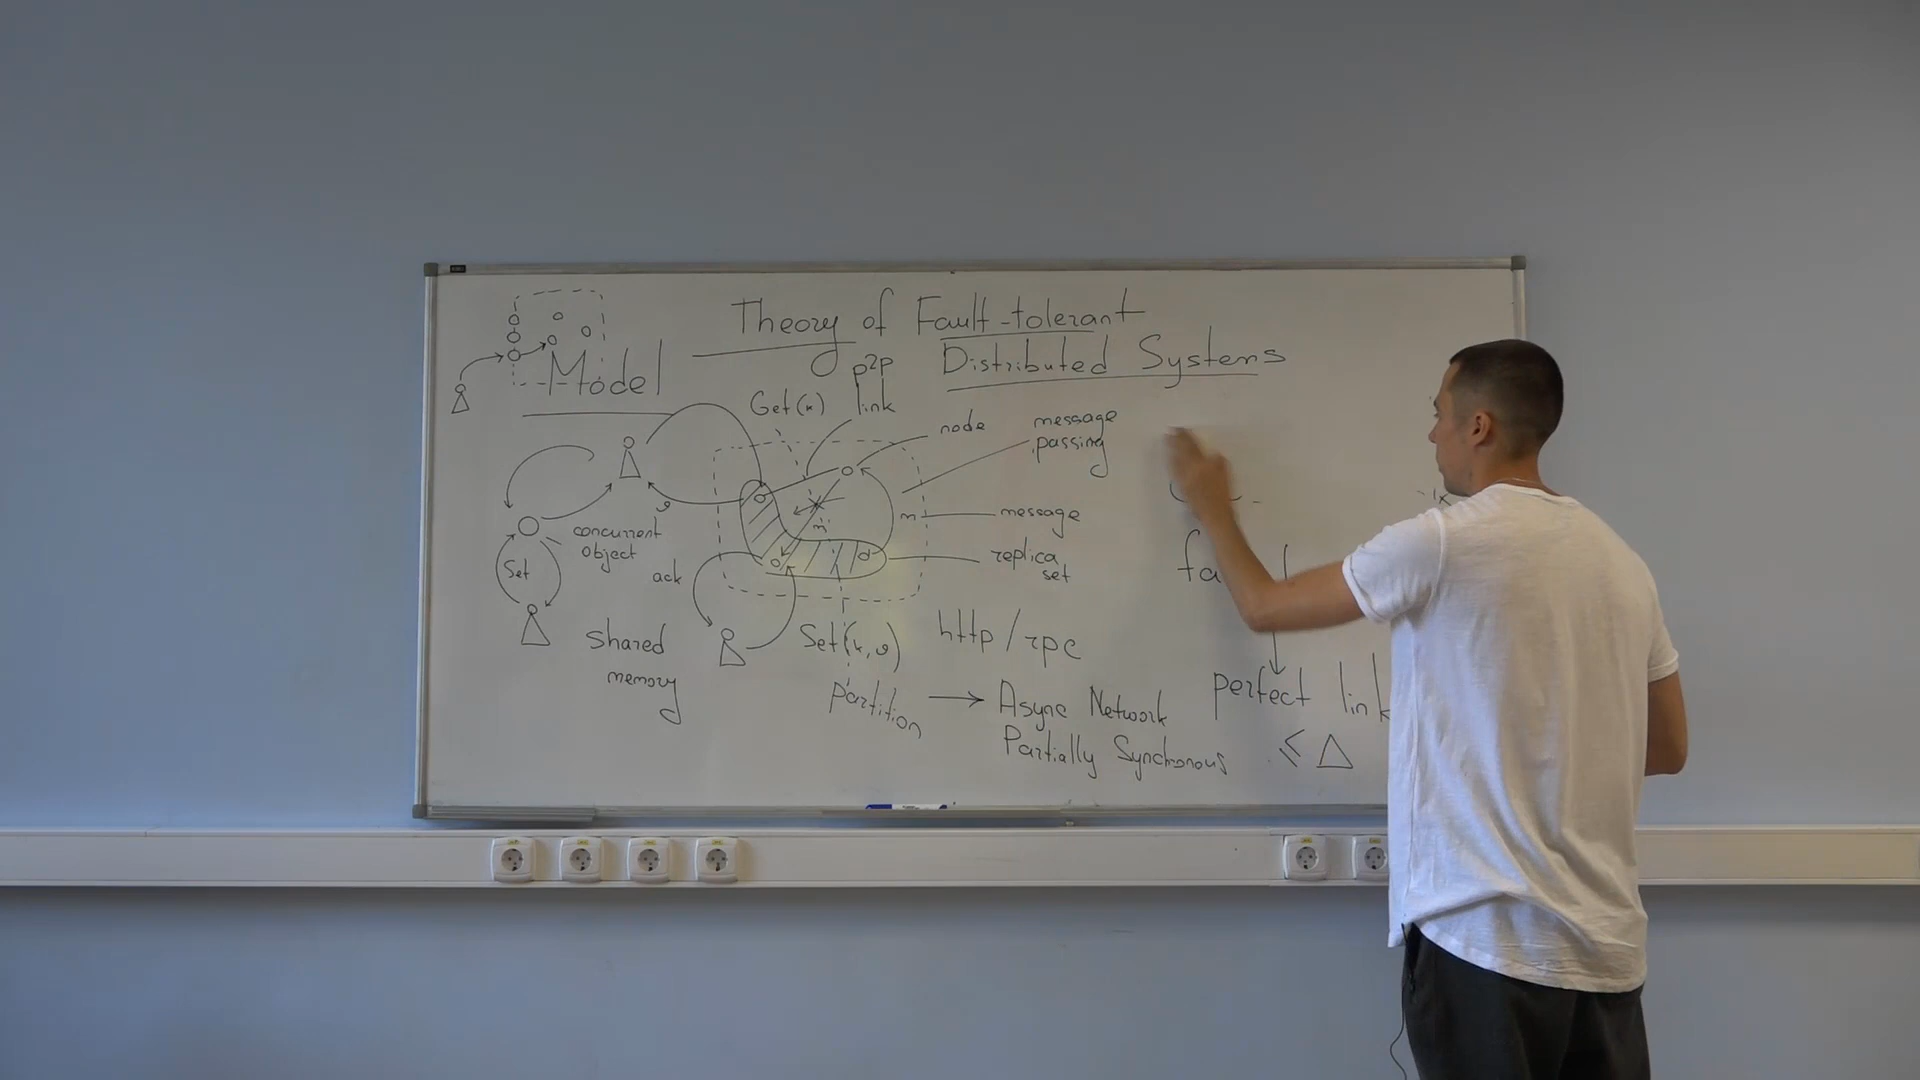 Theory of Fault-tolerant
Distributed Systems
Model
p2p
link
Get(k)
node
message
passing
m
message
m'
concurrent
object
Set
ack
replica
set
shared
memory
Set(k,v)
http/rpc
partition → Async Network
Partially Synchronous
perfect link
≤ Δ